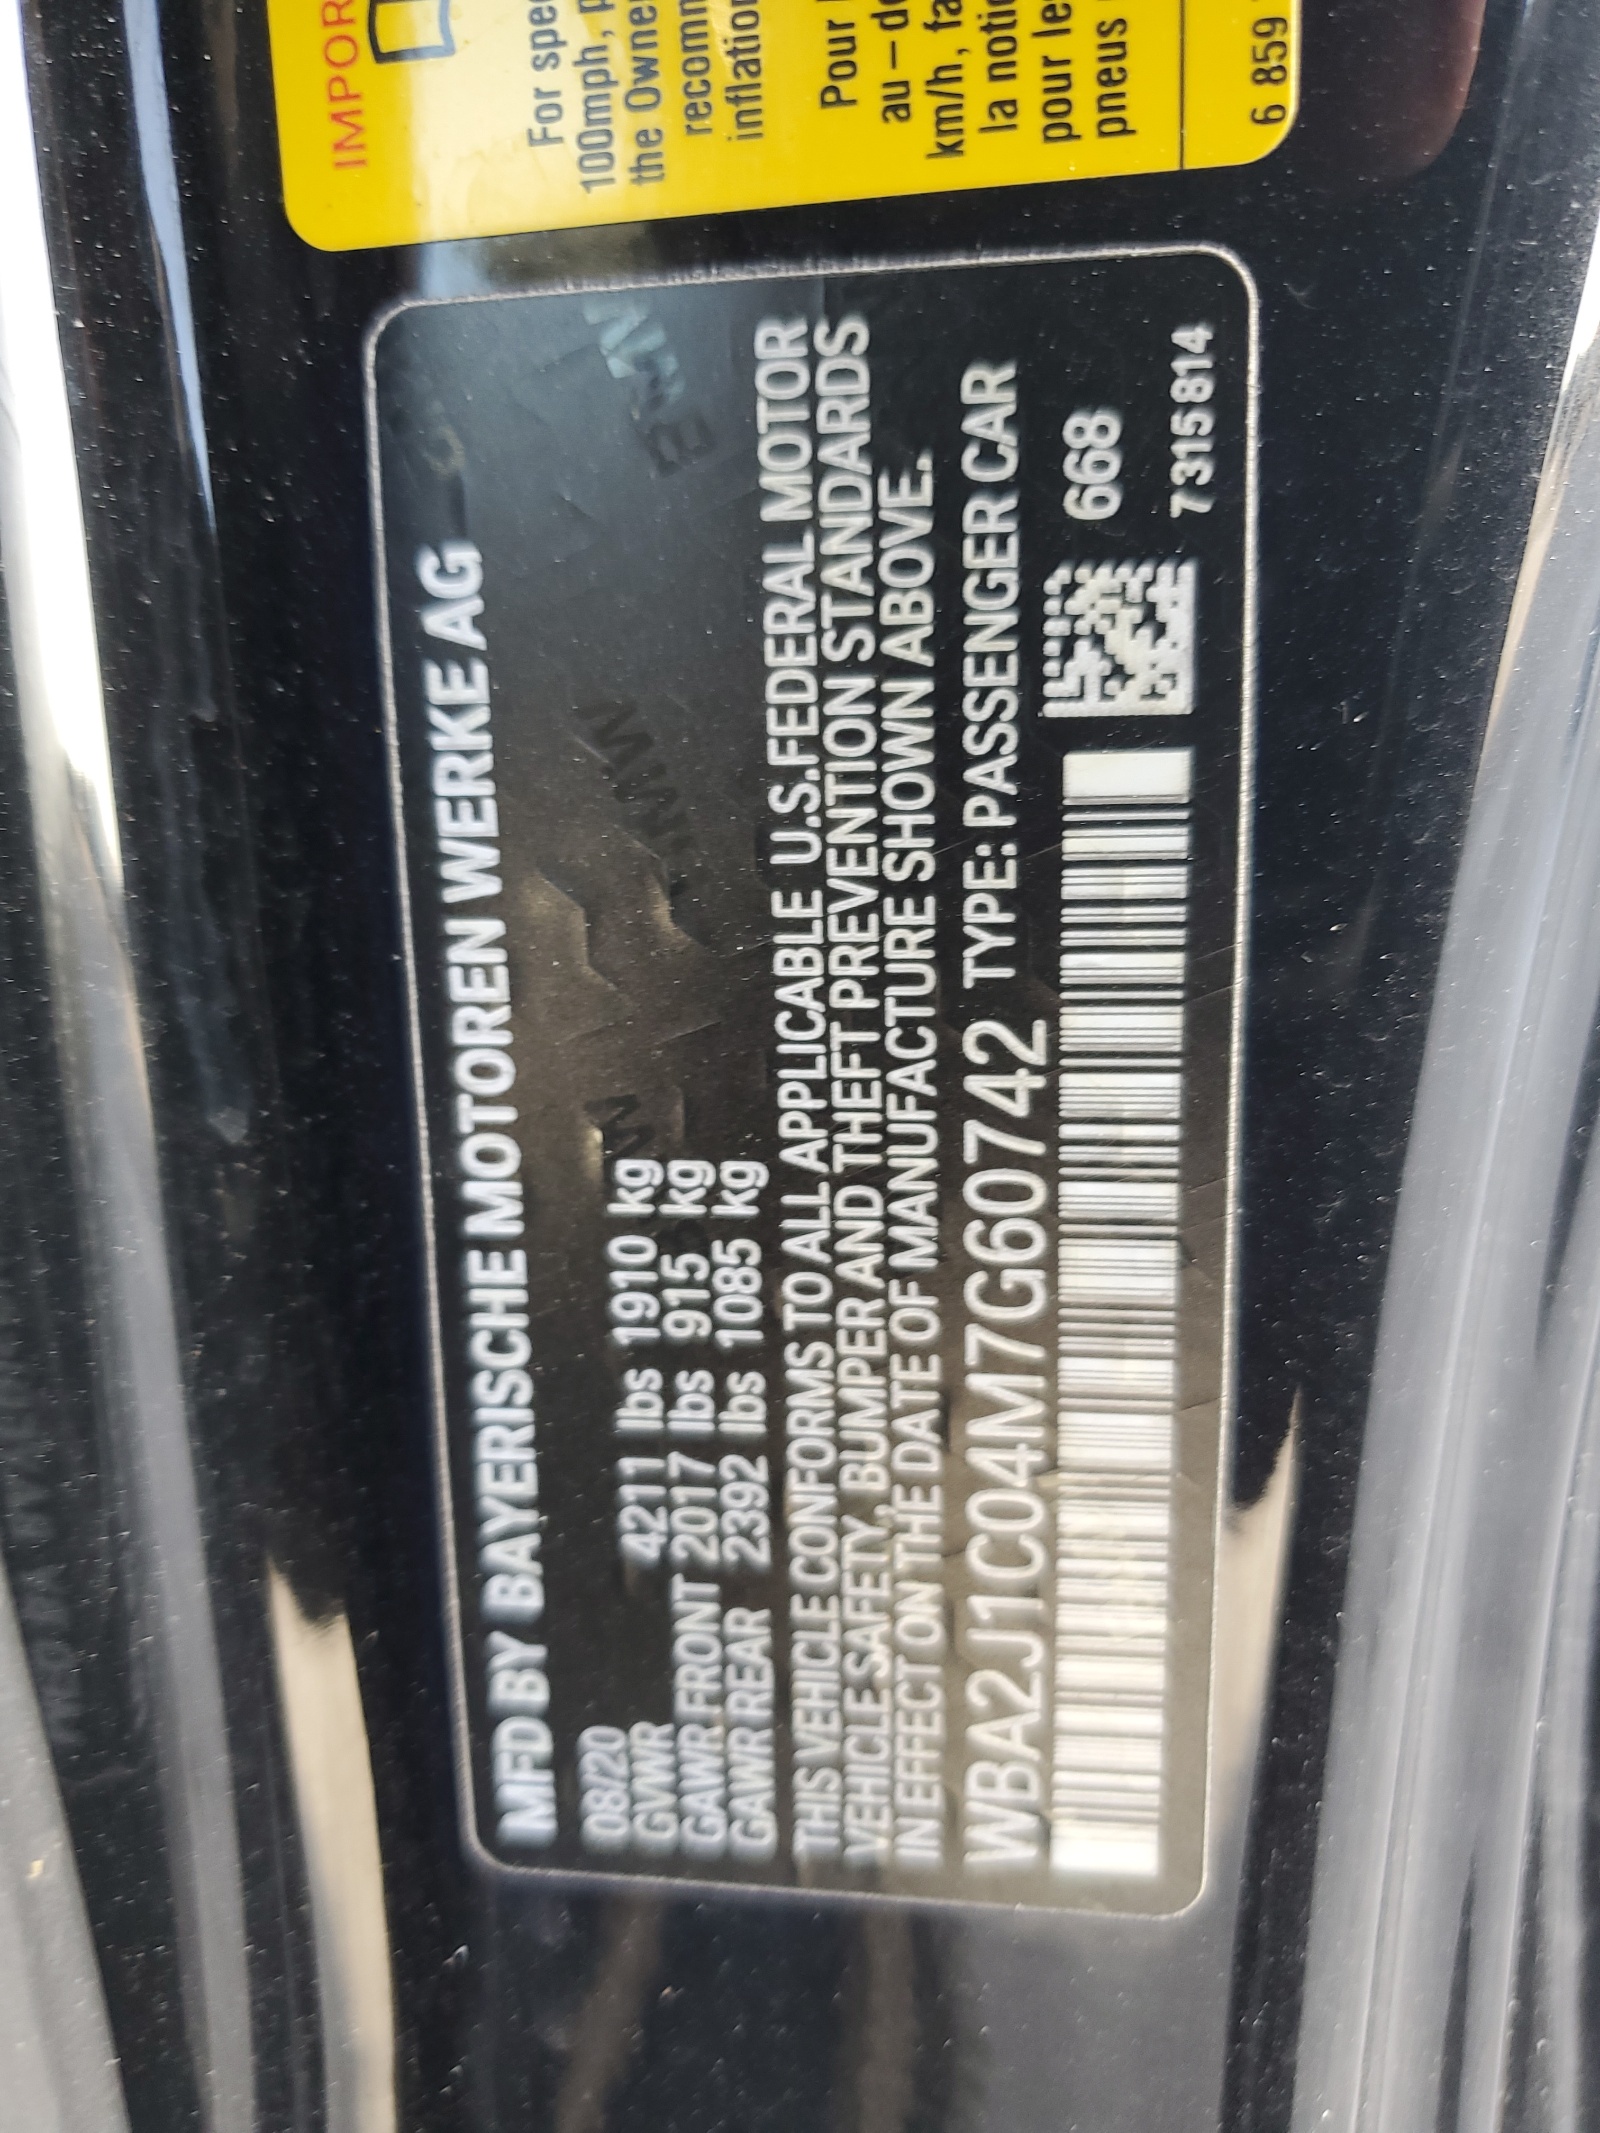 MFD BY BAYERISCHE MOTOREN WERKE AG
08/20
GVWR 4211 lbs 1910 kg
GAWR FRONT 2017 lbs 915 kg
GAWR REAR 2392 lbs 1085 kg
THIS VEHICLE CONFORMS TO ALL APPLICABLE U.S.FEDERAL MOTOR
VEHICLE SAFETY, BUMPER AND THEFT PREVENTION STANDARDS
IN EFFECT ON THE DATE OF MANUFACTURE SHOWN ABOVE.
WBA2J1C04M7G60742 TYPE: PASSENGER CAR
668
7315814
IMPOR
For spe
100mph, p
the Owne
recomm
inflation
Pour
au-d
km/h, fa
la noti
pour le
pneus
6 859